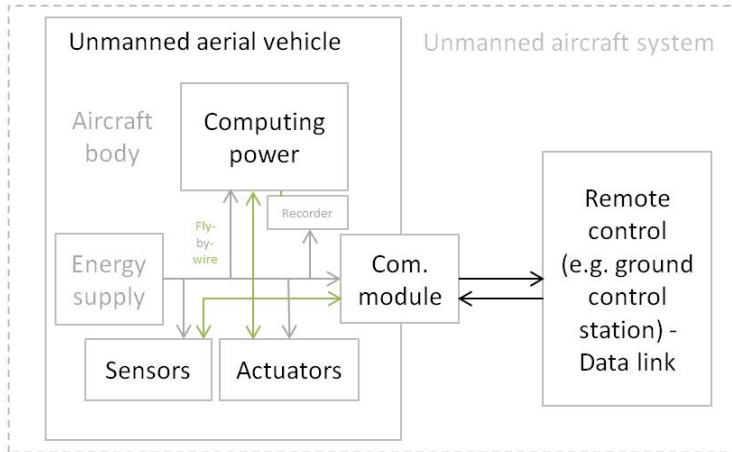 Unmanned aerial vehicle
Unmanned aircraft system
Aircraft
body
Computing
power
Recorder
Fly-
by-
wire
Energy
supply
Com.
module
Sensors
Actuators
Remote
control
(e.g. ground
control
station) -
Data link